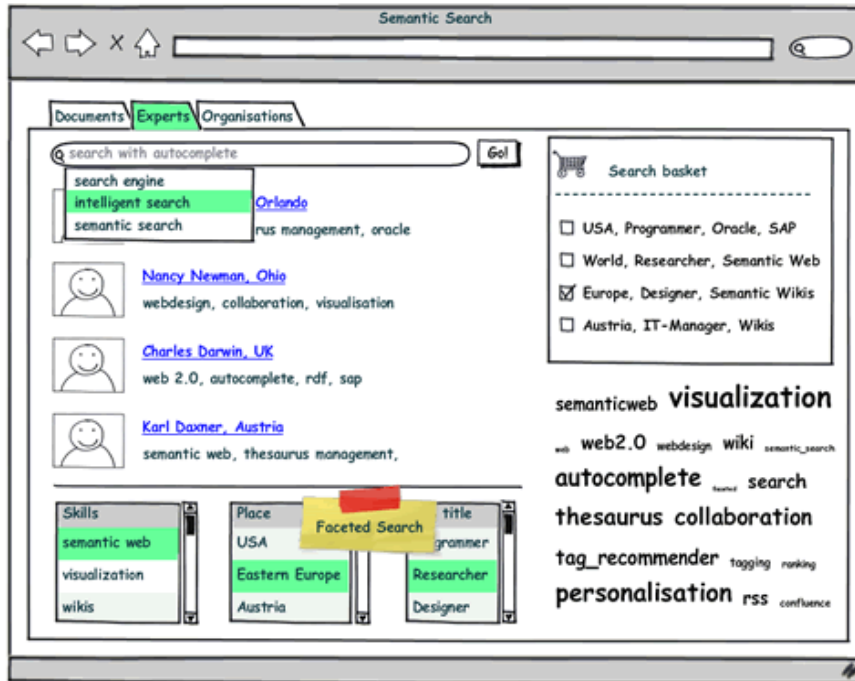 Semantic Search
Documents Experts Organisations
search with autocomplete Go!
search engine
intelligent search
semantic search
Orlando
rus management, oracle
Nancy Newman, Ohio
webdesign, collaboration, visualisation
Charles Darwin, UK
web 2.0, autocomplete, rdf, sap
Karl Daxner, Austria
semantic web, thesaurus management,
Skills
semantic web
visualization
wikis
Place
USA
Eastern Europe
Austria
Faceted Search
title
grammer
Researcher
Designer
Search basket
USA, Programmer, Oracle, SAP
World, Researcher, Semantic Web
Europe, Designer, Semantic Wikis
Austria, IT-Manager, Wikis
semanticweb visualization
web web2.0 webdesign wiki semantic_search
autocomplete search
thesaurus collaboration
tag_recommender tagging ranking
personalisation rss confluence